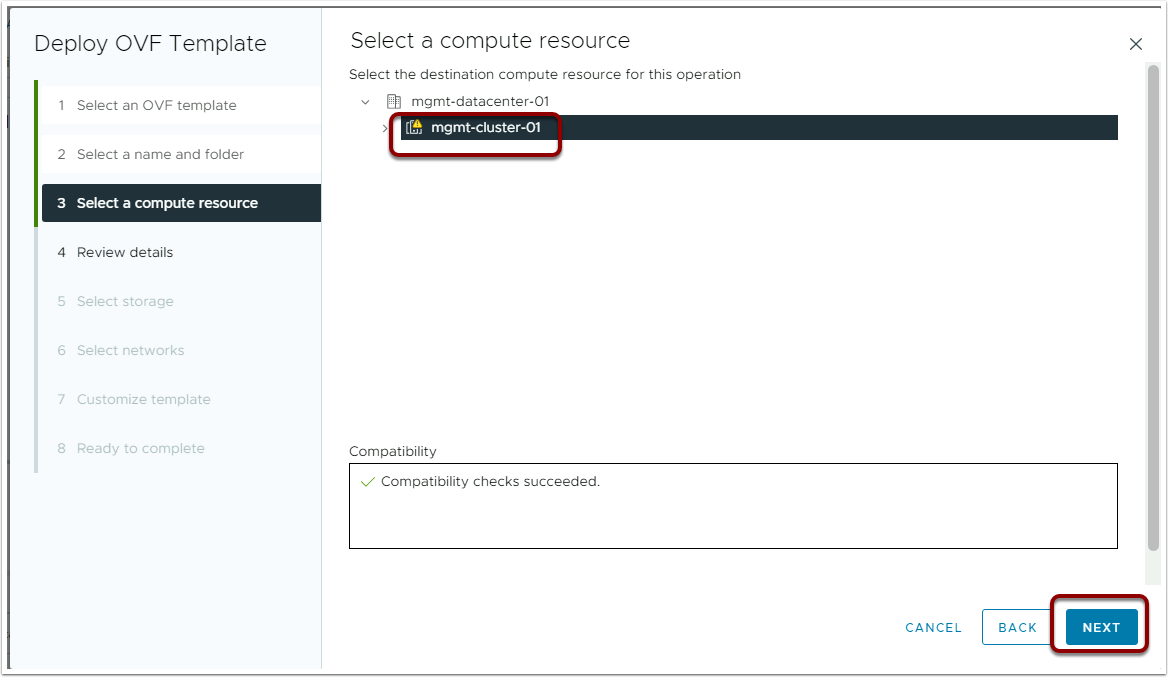 Deploy OVF Template
1 Select an OVF template
2 Select a name and folder
3 Select a compute resource
4 Review details
5 Select storage
6 Select networks
7 Customize template
8 Ready to complete
Select a compute resource
Select the destination compute resource for this operation
mgmt-datacenter-01
mgmt-cluster-01
Compatibility
Compatibility checks succeeded.
CANCEL
BACK
NEXT